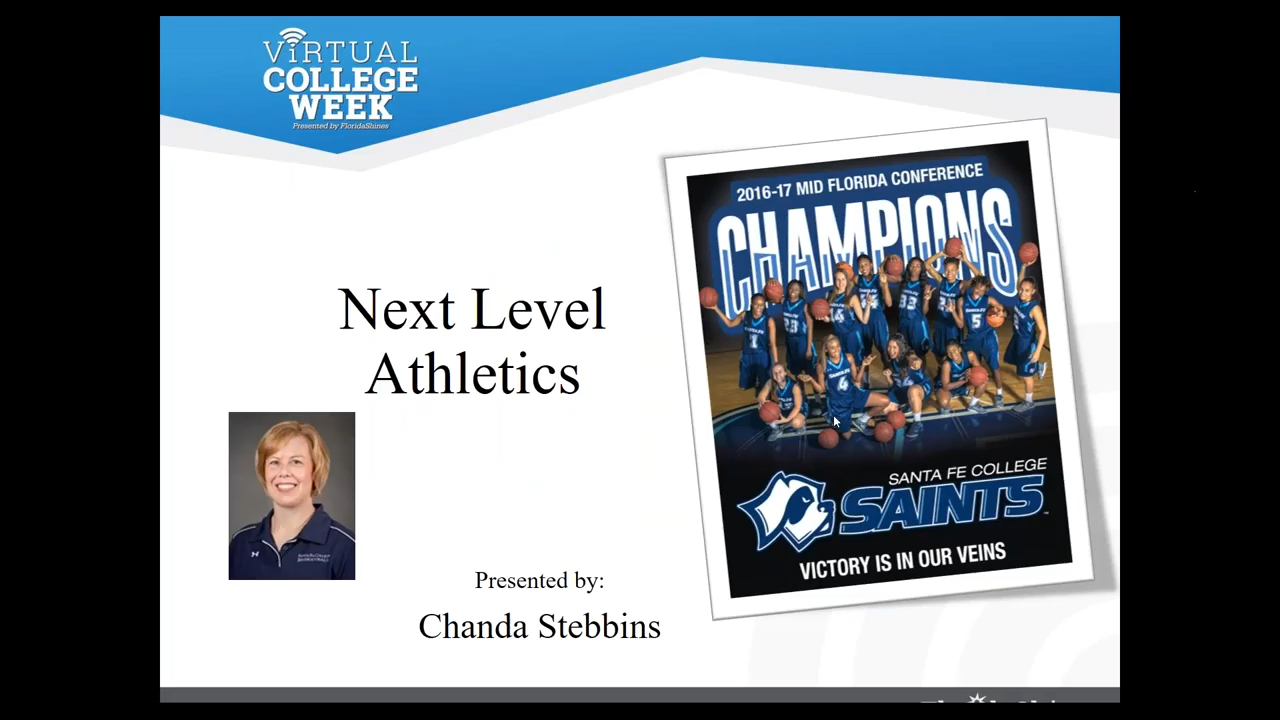 ViRTUAL
COLLEGE
WEEK
Presented by FloridaShines
2016-17 MID FLORIDA CONFERENCE
CHAMPIONS
Next Level
Athletics
SANTA FE COLLEGE
SAINTS
VICTORY IS IN OUR VEINS
Presented by:
Chanda Stebbins